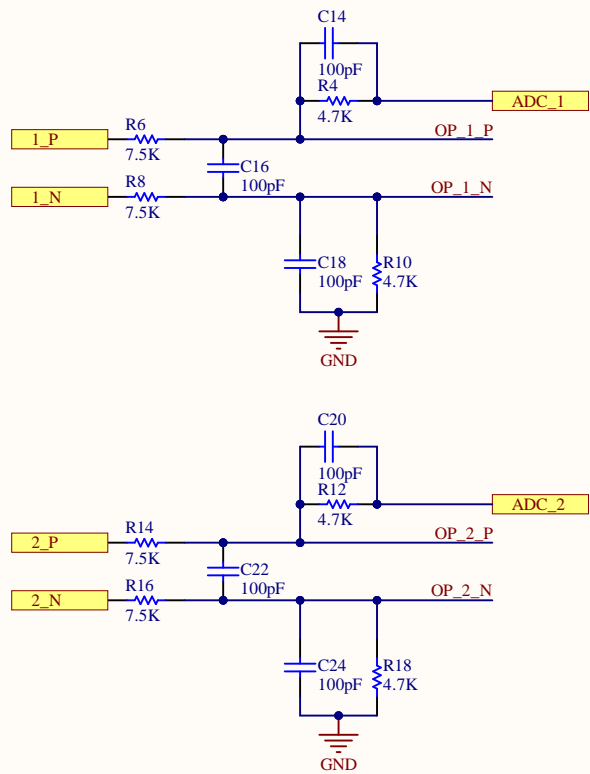 C14
100pF
R4
4.7K
ADC_1
1_P
R6
7.5K
OP_1_P
C16
100pF
1_N
R8
7.5K
OP_1_N
C18
100pF
R10
4.7K
GND
C20
100pF
R12
4.7K
ADC_2
2_P
R14
7.5K
OP_2_P
C22
100pF
2_N
R16
7.5K
OP_2_N
C24
100pF
R18
4.7K
GND